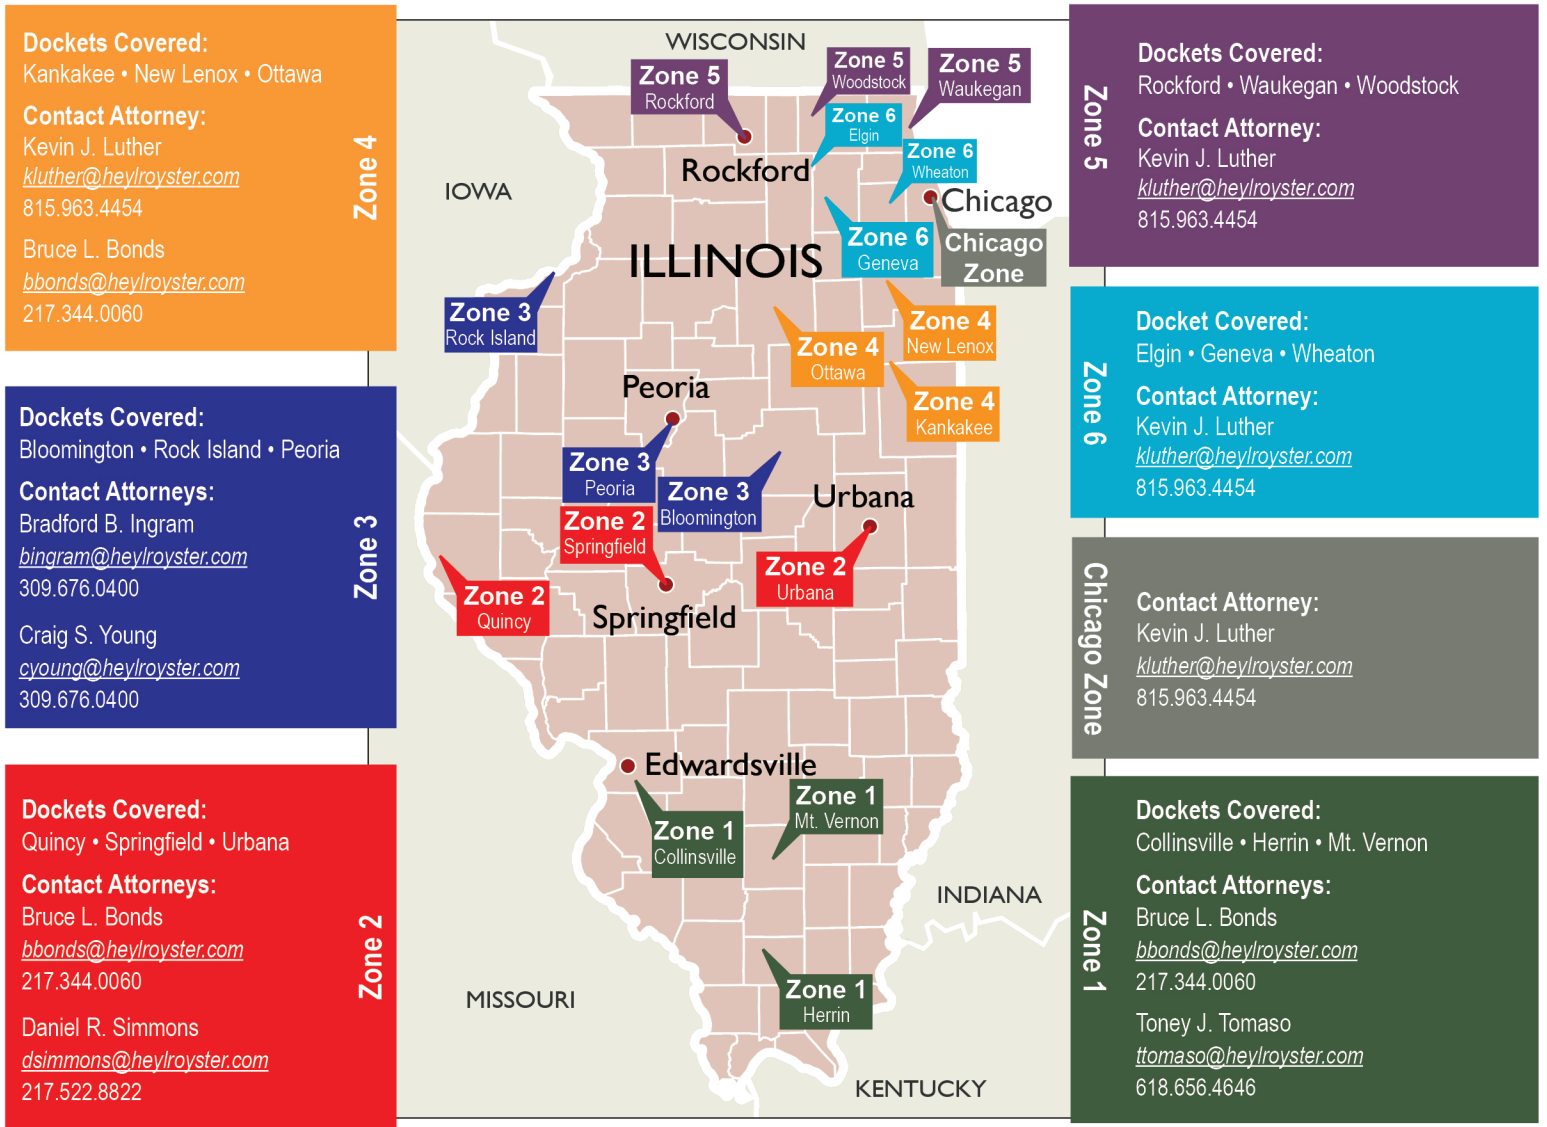 Dockets Covered:
Kankakee • New Lenox • Ottawa
Contact Attorney:
Kevin J. Luther
kluther@heylroyster.com
815.963.4454
Bruce L. Bonds
bbonds@heylroyster.com
217.344.0060
Zone 4
Dockets Covered:
Bloomington • Rock Island • Peoria
Contact Attorneys:
Bradford B. Ingram
bingram@heylroyster.com
309.676.0400
Craig S. Young
cyoung@heylroyster.com
309.676.0400
Zone 3
Dockets Covered:
Quincy • Springfield • Urbana
Contact Attorneys:
Bruce L. Bonds
bbonds@heylroyster.com
217.344.0060
Daniel R. Simmons
dsimmons@heylroyster.com
217.522.8822
Zone 2
WISCONSIN
Zone 5
Rockford
Zone 5
Woodstock
Zone 5
Waukegan
Zone 6
Elgin
Zone 6
Wheaton
Rockford
IOWA
Chicago
Zone 6
Geneva
Chicago
Zone
ILLINOIS
Zone 3
Rock Island
Zone 4
New Lenox
Zone 4
Ottawa
Peoria
Zone 4
Kankakee
Zone 3
Peoria
Zone 3
Bloomington
Urbana
Zone 2
Springfield
Zone 2
Urbana
Zone 2
Quincy
Springfield
Edwardsville
Zone 1
Mt. Vernon
Zone 1
Collinsville
INDIANA
Zone 1
Herrin
MISSOURI
KENTUCKY
Zone 5
Dockets Covered:
Rockford • Waukegan • Woodstock
Contact Attorney:
Kevin J. Luther
kluther@heylroyster.com
815.963.4454
Zone 6
Docket Covered:
Elgin • Geneva • Wheaton
Contact Attorney:
Kevin J. Luther
kluther@heylroyster.com
815.963.4454
Chicago Zone
Contact Attorney:
Kevin J. Luther
kluther@heylroyster.com
815.963.4454
Zone 1
Dockets Covered:
Collinsville • Herrin • Mt. Vernon
Contact Attorneys:
Bruce L. Bonds
bbonds@heylroyster.com
217.344.0060
Toney J. Tomaso
ttomaso@heylroyster.com
618.656.4646